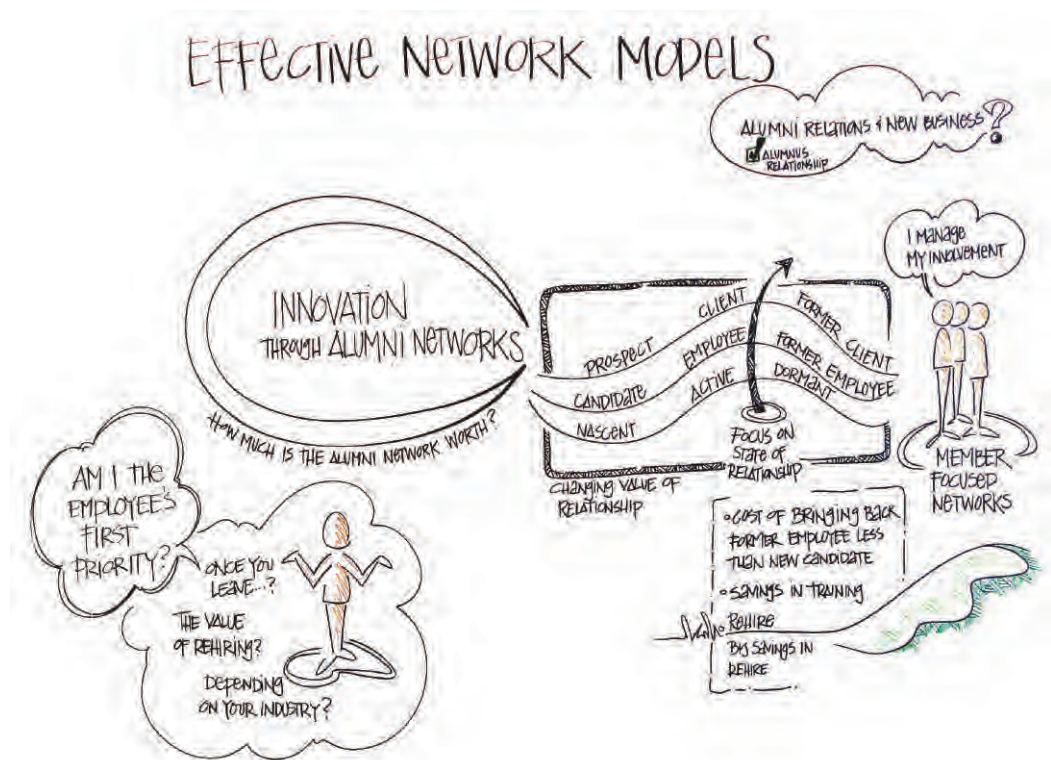 EFFECTIVE NETWORK MODELS
ALUMNI RELATIONS & NEW BUSINESS?
ALUMNUS
RELATIONSHIP
I MANAGE
MY INVOLVEMENT
INNOVATION
THROUGH ALUMNI NETWORKS
HOW MUCH IS THE ALUMNI NETWORK WORTH?
PROSPECT CLIENT FORMER CLIENT
CANDIDATE EMPLOYEE FORMER EMPLOYEE
NASCENT ACTIVE DORMANT
FOCUS ON
STATE OF
RELATIONSHIP
CHANGING VALUE OF
RELATIONSHIP
MEMBER
FOCUSED
NETWORKS
AM I THE
EMPLOYEE'S
FIRST
PRIORITY?
ONCE YOU
LEAVE...?
THE VALUE
OF REHIRING?
DEPENDING
ON YOUR INDUSTRY?
• COST OF BRINGING BACK
FORMER EMPLOYEE LESS
THAN NEW CANDIDATE
• SAVINGS IN TRAINING
REHIRE
BIG SAVINGS IN
REHIRE